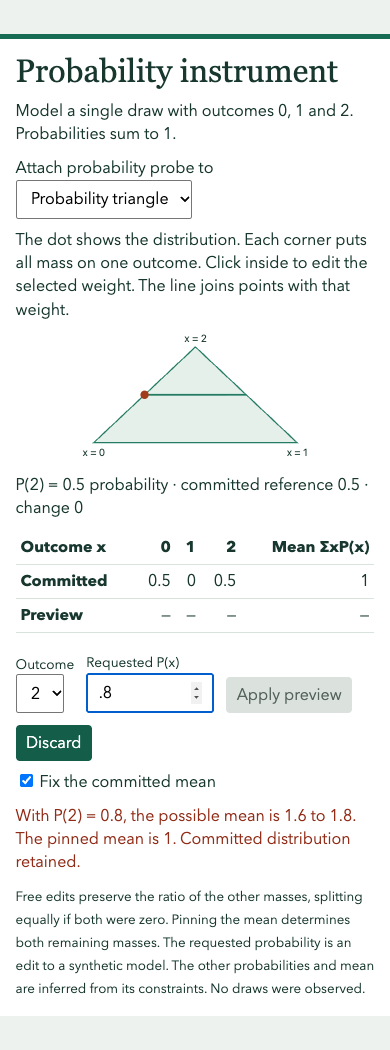 Probability instrument
Model a single draw with outcomes 0, 1 and 2.
Probabilities sum to 1.
Attach probability probe to
Probability triangle
The dot shows the distribution. Each corner puts
all mass on one outcome. Click inside to edit the
selected weight. The line joins points with that
weight.
x = 2
x = 0 x = 1
P(2) = 0.5 probability · committed reference 0.5 ·
change 0
Outcome x 0 1 2 Mean ΣxP(x)
Committed 0.5 0 0.5 1
Preview – – – –
Outcome Requested P(x)
2 .8 Apply preview
Discard
Fix the committed mean
With P(2) = 0.8, the possible mean is 1.6 to 1.8.
The pinned mean is 1. Committed distribution
retained.
Free edits preserve the ratio of the other masses, splitting
equally if both were zero. Pinning the mean determines
both remaining masses. The requested probability is an
edit to a synthetic model. The other probabilities and mean
are inferred from its constraints. No draws were observed.